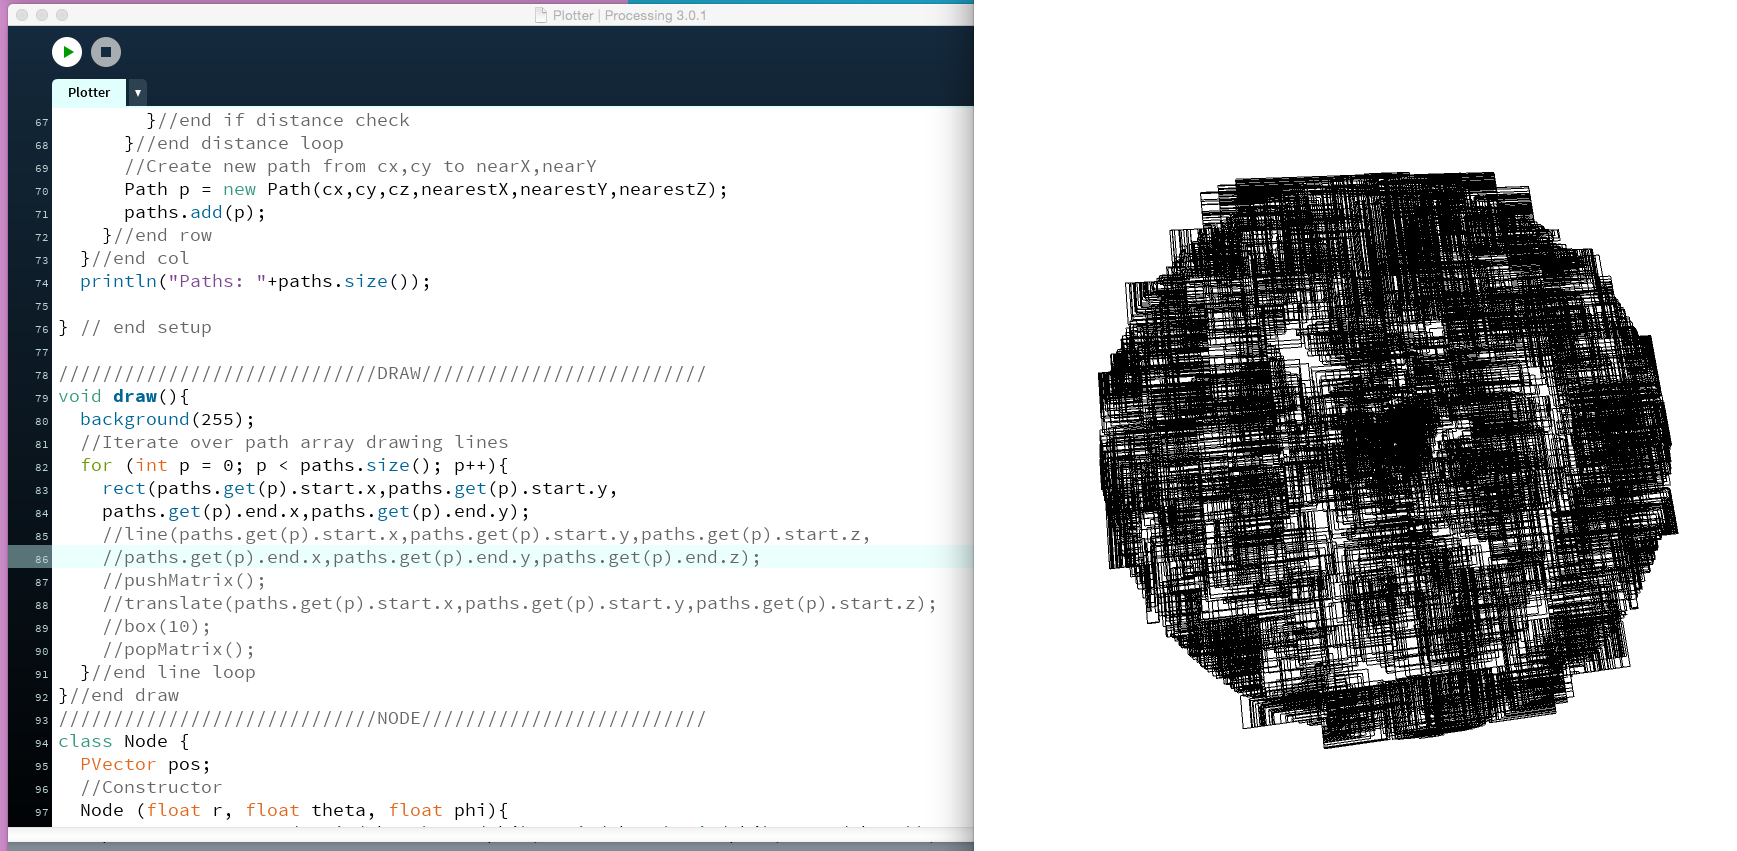 Plotter | Processing 3.0.1
Plotter ▼
67 }//end if distance check
68 }//end distance loop
69 //Create new path from cx,cy to nearX,nearY
70 Path p = new Path(cx,cy,cz,nearestX,nearestY,nearestZ);
71 paths.add(p);
72 }//end row
73 }//end col
74 println("Paths: "+paths.size());
75
76 } // end setup
77
78 /////////////////////////////DRAW//////////////////////////
79 void draw(){
80 background(255);
81 //Iterate over path array drawing lines
82 for (int p = 0; p < paths.size(); p++){
83 rect(paths.get(p).start.x,paths.get(p).start.y,
84 paths.get(p).end.x,paths.get(p).end.y);
85 //line(paths.get(p).start.x,paths.get(p).start.y,paths.get(p).start.z,
86 //paths.get(p).end.x,paths.get(p).end.y,paths.get(p).end.z);
87 //pushMatrix();
88 //translate(paths.get(p).start.x,paths.get(p).start.y,paths.get(p).start.z);
89 //box(10);
90 //popMatrix();
91 }//end line loop
92 }//end draw
93 /////////////////////////////NODE//////////////////////////
94 class Node {
95 PVector pos;
96 //Constructor
97 Node (float r, float theta, float phi){